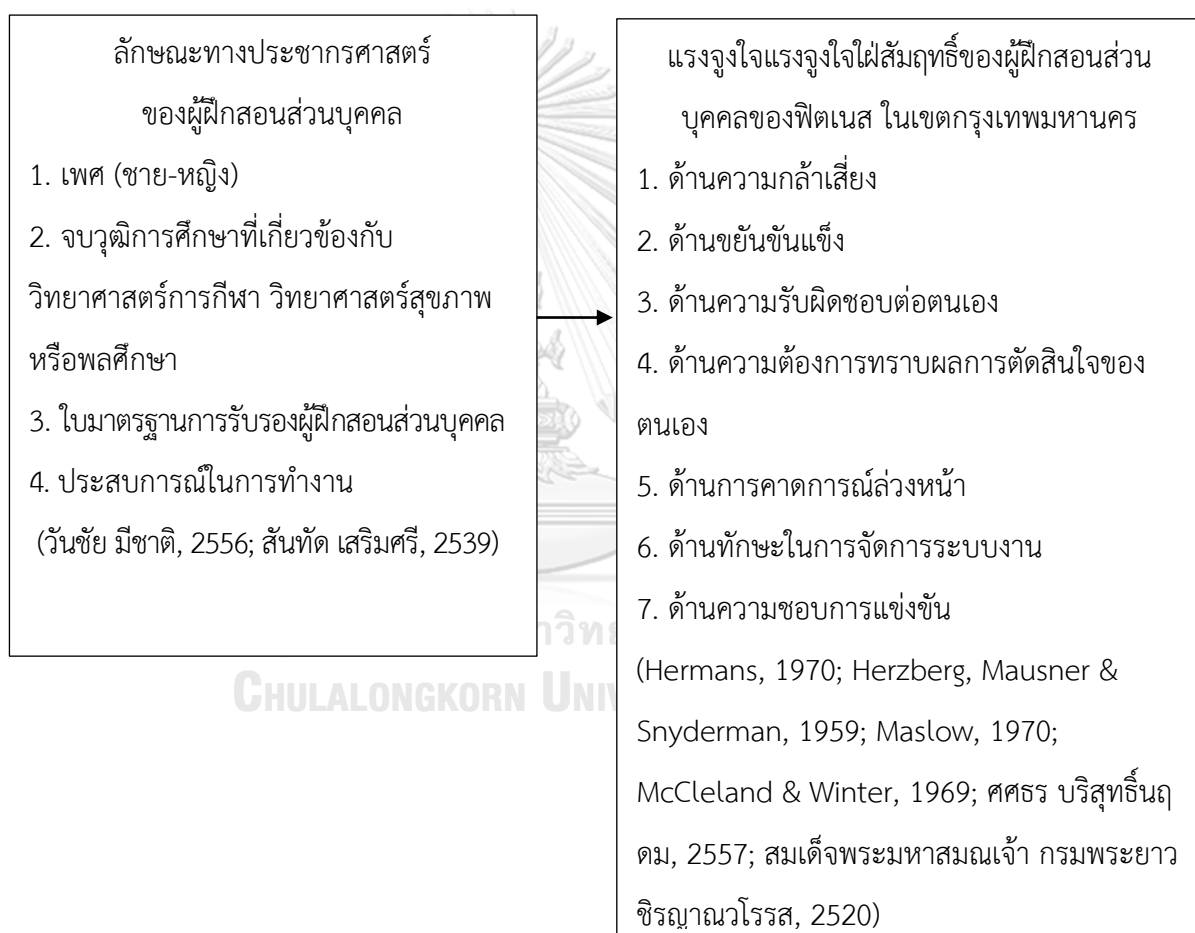 ลักษณะทางประชากรศาสตร์
ของผู้ฝึกสอนส่วนบุคคล
1. เพศ (ชาย-หญิง)
2. จบวุฒิการศึกษาที่เกี่ยวข้องกับ
วิทยาศาสตร์การกีฬา วิทยาศาสตร์สุขภาพ
หรือพลศึกษา
3. ใบมาตรฐานการรับรองผู้ฝึกสอนส่วนบุคคล
4. ประสบการณ์ในการทำงาน
(วันชัย มีชาติ, 2556; สันทัด เสริมศรี, 2539)
แรงจูงใจแรงจูงใจใฝ่สัมฤทธิ์ของผู้ฝึกสอนส่วน
บุคคลของฟิตเนส ในเขตกรุงเทพมหานคร
1. ด้านความกล้าเสี่ยง
2. ด้านขยันขันแข็ง
3. ด้านความรับผิดชอบต่อตนเอง
4. ด้านความต้องการทราบผลการตัดสินใจของ
ตนเอง
5. ด้านการคาดการณ์ล่วงหน้า
6. ด้านทักษะในการจัดการระบบงาน
7. ด้านความชอบการแข่งขัน
(Hermans, 1970; Herzberg, Mausner &
Snyderman, 1959; Maslow, 1970;
McCleland & Winter, 1969; ศศธร บริสุทธิ์นฤ
ดม, 2557; สมเด็จพระมหาสมณเจ้า กรมพระยาว
ชิรญาณวโรรส, 2520)
CHULALONGKORN